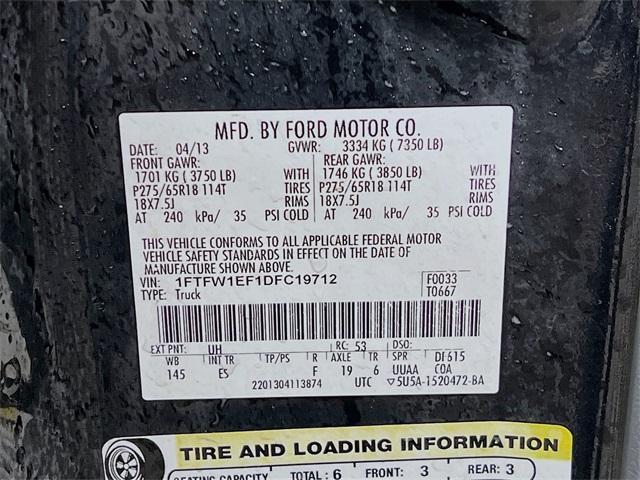 MFD. BY FORD MOTOR CO.
DATE: 04/13 GVWR: 3334 KG ( 7350 LB)
FRONT GAWR: REAR GAWR:
1701 KG ( 3750 LB) WITH 1746 KG ( 3850 LB) WITH
P275/65R18 114T TIRES P275/65R18 114T TIRES
18X7.5J RIMS 18X7.5J RIMS
AT 240 kPa/ 35 PSI COLD AT 240 kPa/ 35 PSI COLD
THIS VEHICLE CONFORMS TO ALL APPLICABLE FEDERAL MOTOR
VEHICLE SAFETY STANDARDS IN EFFECT ON THE DATE OF
MANUFACTURE SHOWN ABOVE.
VIN: 1FTFW1EF1DFC19712 F0033
TYPE: Truck T0667
EXT PNT: UH RC: 53 DSO:
WB INT TR TP/PS R AXLE TR SPR DF615
145 ES F 19 6 UUAA COA
2201304113874 UTC ▽5U5A-1520472-BA
TIRE AND LOADING INFORMATION
SEATING CAPACITY TOTAL: 6 FRONT: 3 REAR: 3